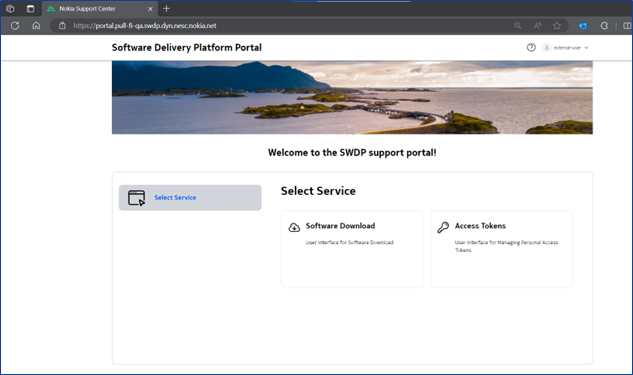 Nokia Support Center
https://portal.pull-fi-qa.swdp.dyn.nesc.nokia.net
Software Delivery Platform Portal
external-user
Welcome to the SWDP support portal!
Select Service
Select Service
Software Download
User Interface for Software Download
Access Tokens
User Interface for Managing Personal Access
Tokens